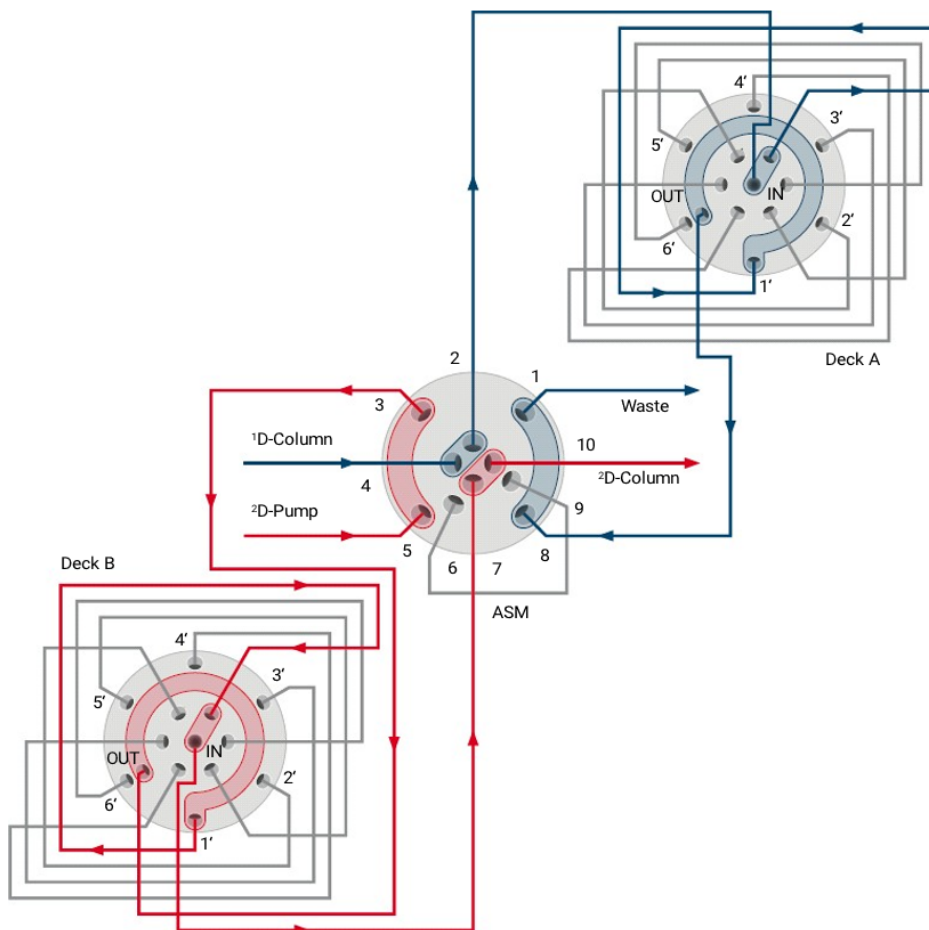 4’
3’
5’
OUT
IN
6’
2’
1’
Deck A
2
1
3
Waste
¹D-Column
10
4
²D-Column
²D-Pump
9
5
8
6
7
ASM
Deck B
4’
3’
5’
OUT
IN
6’
2’
1’